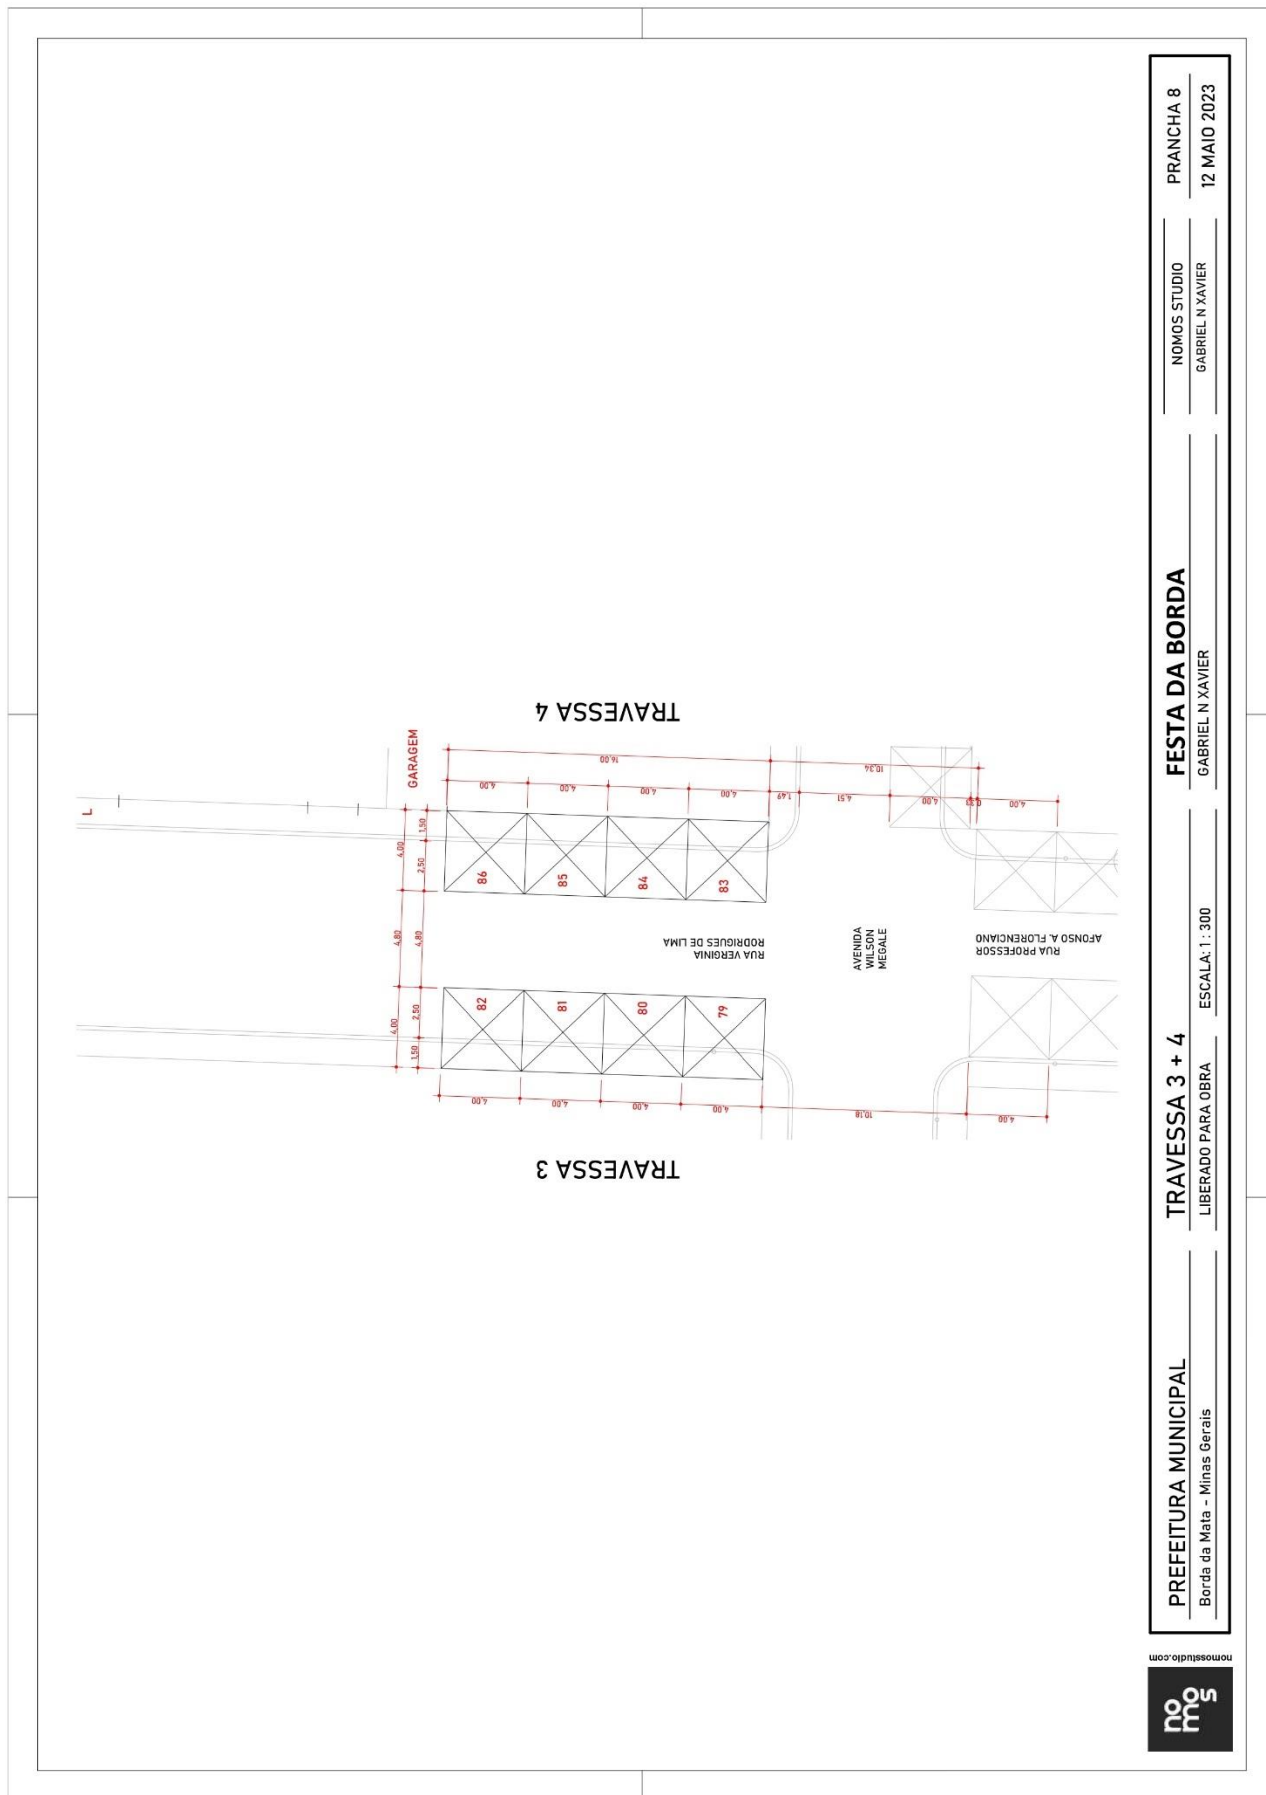 TRAVESSA 4
GARAGEM
L
16,00
10,34
4,00
4,00
4,00
4,00
1,49
4,51
4,00
0,33
4,00
4,00
1,50
2,50
86
85
84
83
4,80
4,80
RUA VERGINIA
RODRIGUES DE LIMA
AVENIDA
WILSON
MEGALE
RUA PROFESSOR
AFONSO A. FLORENCIANO
4,00
2,50
1,50
82
81
80
79
4,00
4,00
4,00
4,00
10,18
4,00
TRAVESSA 3
nomos
nomosstudio.com
PREFEITURA MUNICIPAL
Borda da Mata - Minas Gerais
TRAVESSA 3 + 4
LIBERADO PARA OBRA
ESCALA: 1 : 300
FESTA DA BORDA
GABRIEL N XAVIER
NOMOS STUDIO
GABRIEL N XAVIER
PRANCHA 8
12 MAIO 2023